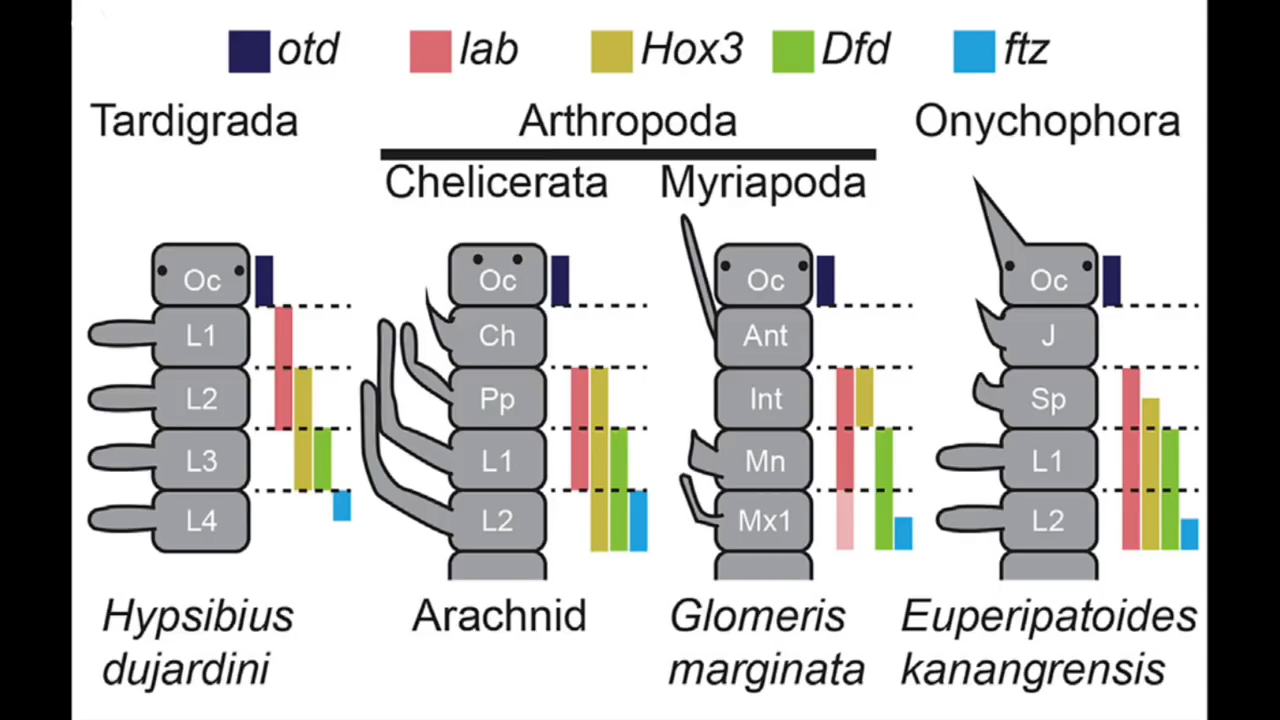 otd lab Hox3 Dfd ftz
Tardigrada Arthropoda Onychophora
Chelicerata Myriapoda
Oc Oc Oc Oc
L1 Ch Ant J
L2 Pp Int Sp
L3 L1 Mn L1
L4 L2 Mx1 L2
Hypsibius Arachnid Glomeris Euperipatoides
dujardini marginata kanangrensis